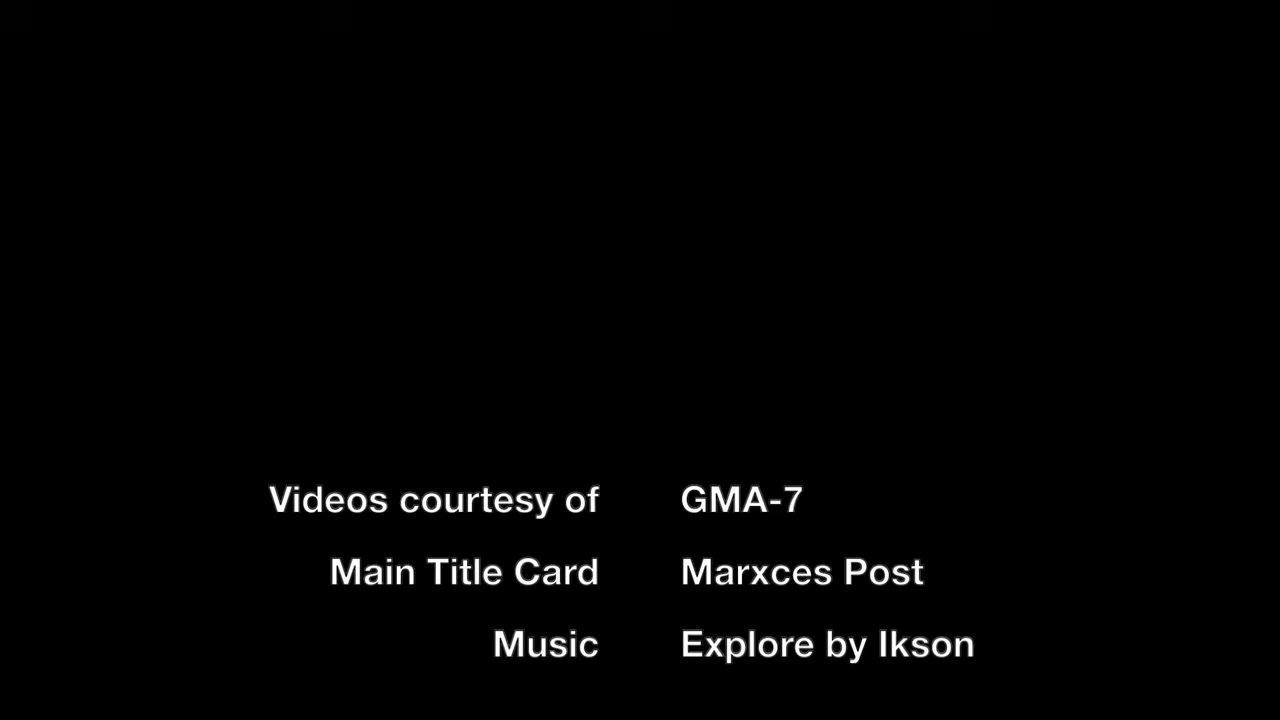 Videos courtesy of GMA-7
Main Title Card Marxces Post
Music Explore by Ikson